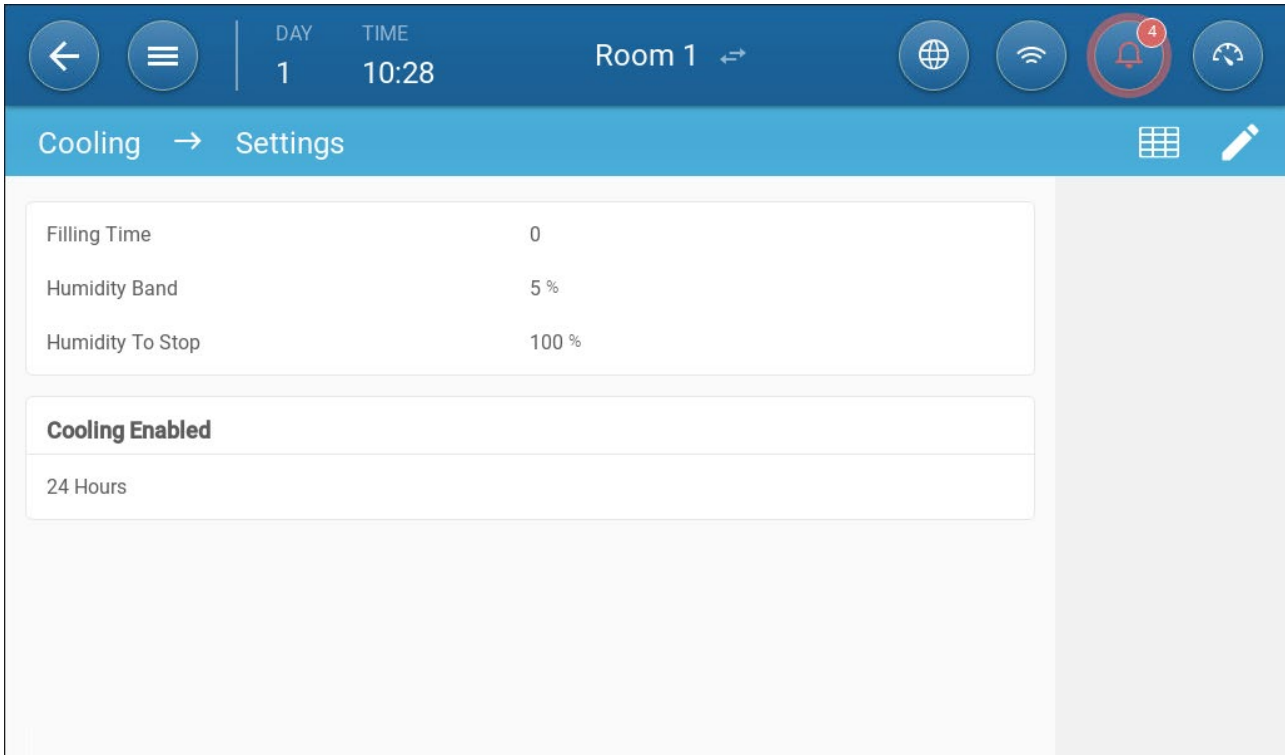 DAY TIME
1 10:28 Room 1 4
Cooling → Settings
Filling Time 0
Humidity Band 5 %
Humidity To Stop 100 %
Cooling Enabled
24 Hours